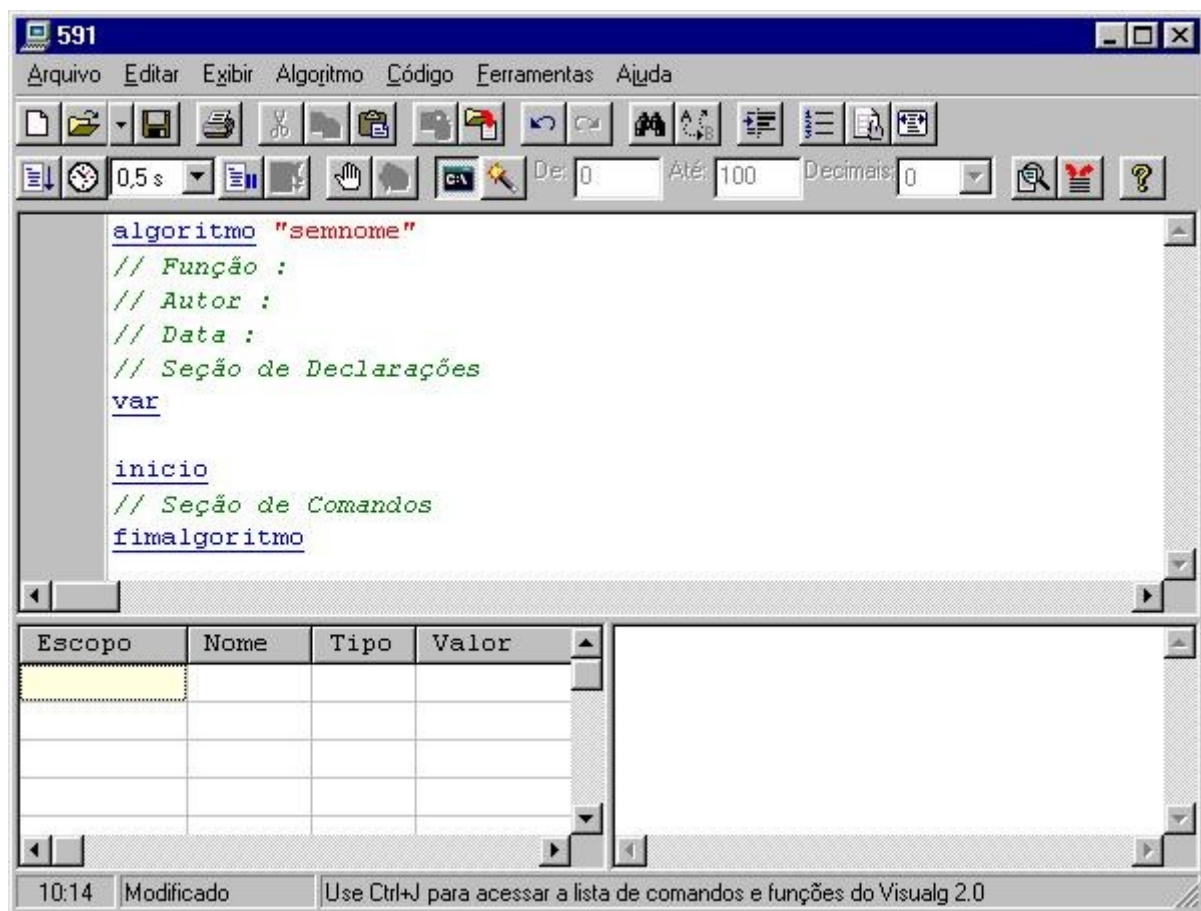 591
Arquivo Editar Exibir Algoritmo Código Ferramentas Ajuda
0,5 s De: 0 Até: 100 Decimais: 0
algoritmo "semnome"
// Função :
// Autor :
// Data :
// Seção de Declarações
var
inicio
// Seção de Comandos
fimalgoritmo
Escopo Nome Tipo Valor
10:14 Modificado Use Ctrl+J para acessar a lista de comandos e funções do Visualg 2.0